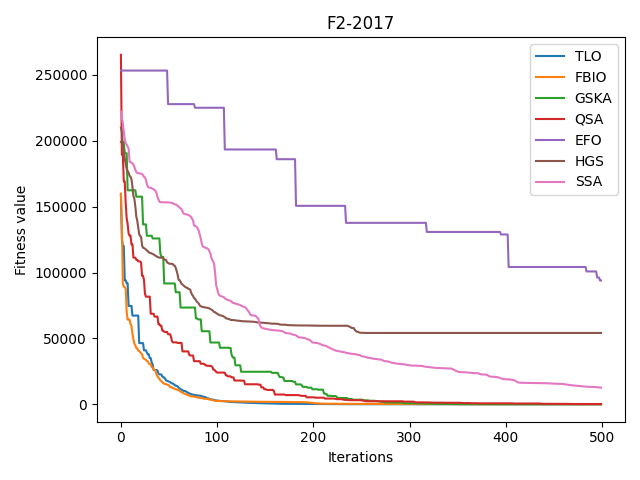 F2-2017
Fitness value
250000
200000
150000
100000
50000
0
0 100 200 300 400 500
Iterations
TLO
FBIO
GSKA
QSA
EFO
HGS
SSA